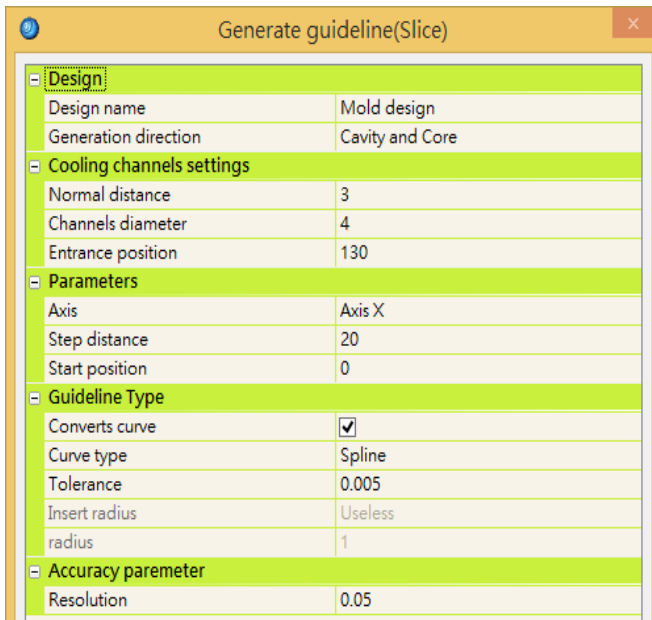 Generate guideline(Slice)
x
Design
Design name Mold design
Generation direction Cavity and Core
Cooling channels settings
Normal distance 3
Channels diameter 4
Entrance position 130
Parameters
Axis Axis X
Step distance 20
Start position 0
Guideline Type
Converts curve
Curve type Spline
Tolerance 0.005
Insert radius Useless
radius 1
Accuracy paremeter
Resolution 0.05